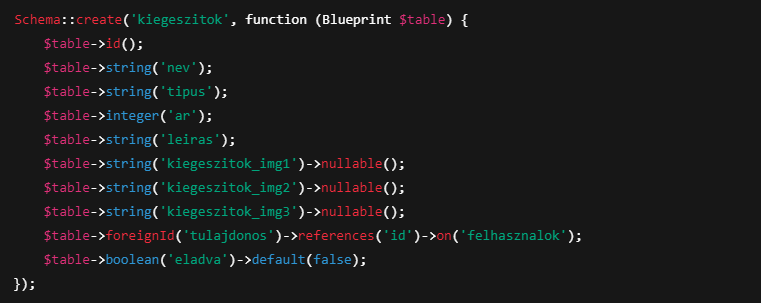 Schema::create('kiegeszitok', function (Blueprint $table) {
    $table->id();
    $table->string('nev');
    $table->string('tipus');
    $table->integer('ar');
    $table->string('leiras');
    $table->string('kiegeszitok_img1')->nullable();
    $table->string('kiegeszitok_img2')->nullable();
    $table->string('kiegeszitok_img3')->nullable();
    $table->foreignId('tulajdonos')->references('id')->on('felhasznalok');
    $table->boolean('eladva')->default(false);
});